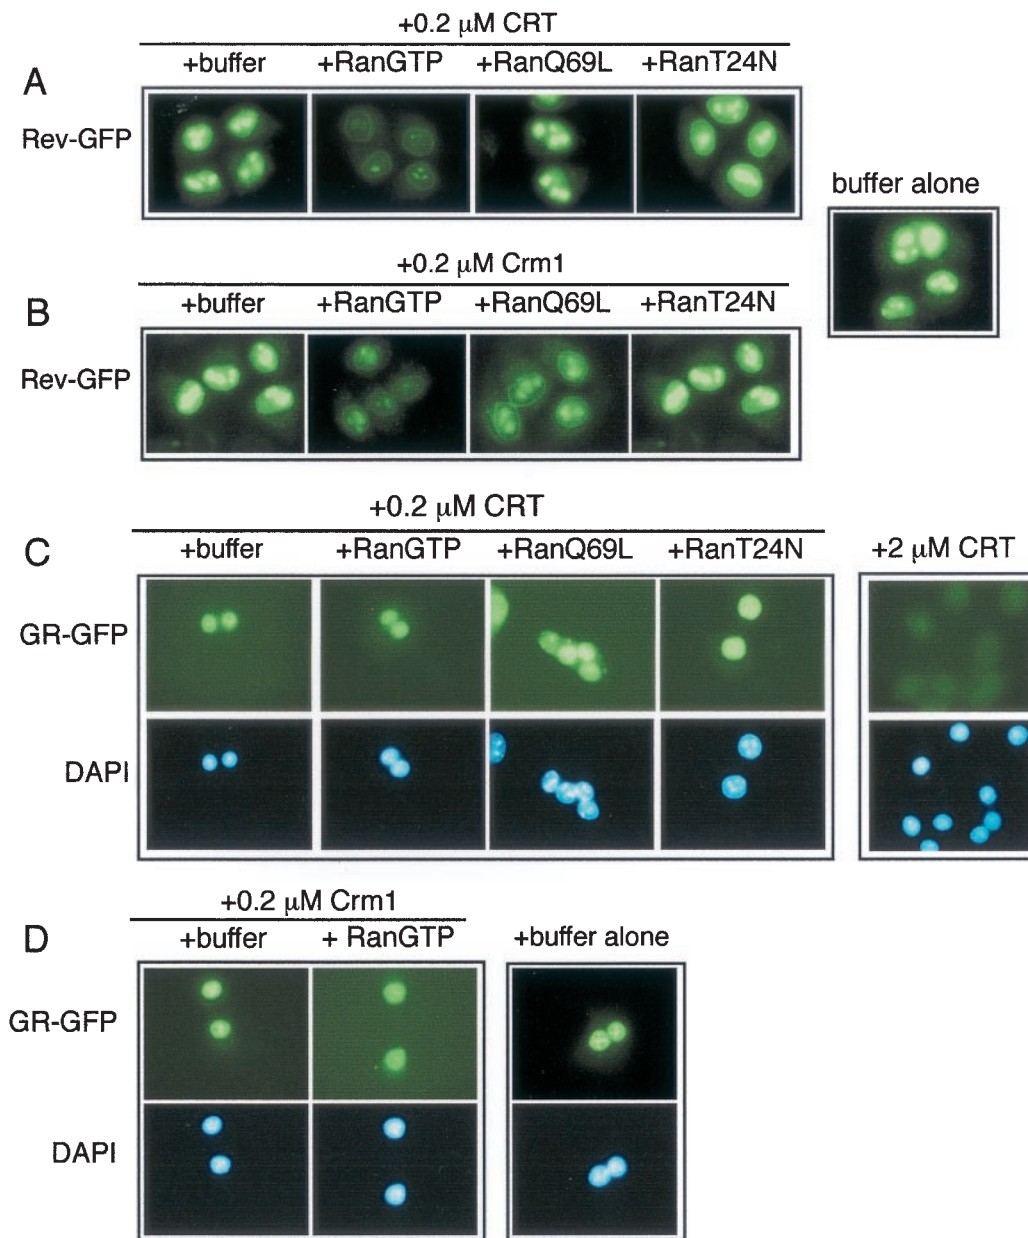 +0.2 μM CRT
A
+buffer +RanGTP +RanQ69L +RanT24N
Rev-GFP
buffer alone
+0.2 μM Crm1
B
+buffer +RanGTP +RanQ69L +RanT24N
Rev-GFP
+0.2 μM CRT
C
+buffer +RanGTP +RanQ69L +RanT24N +2 μM CRT
GR-GFP
DAPI
+0.2 μM Crm1
D
+buffer + RanGTP +buffer alone
GR-GFP
DAPI